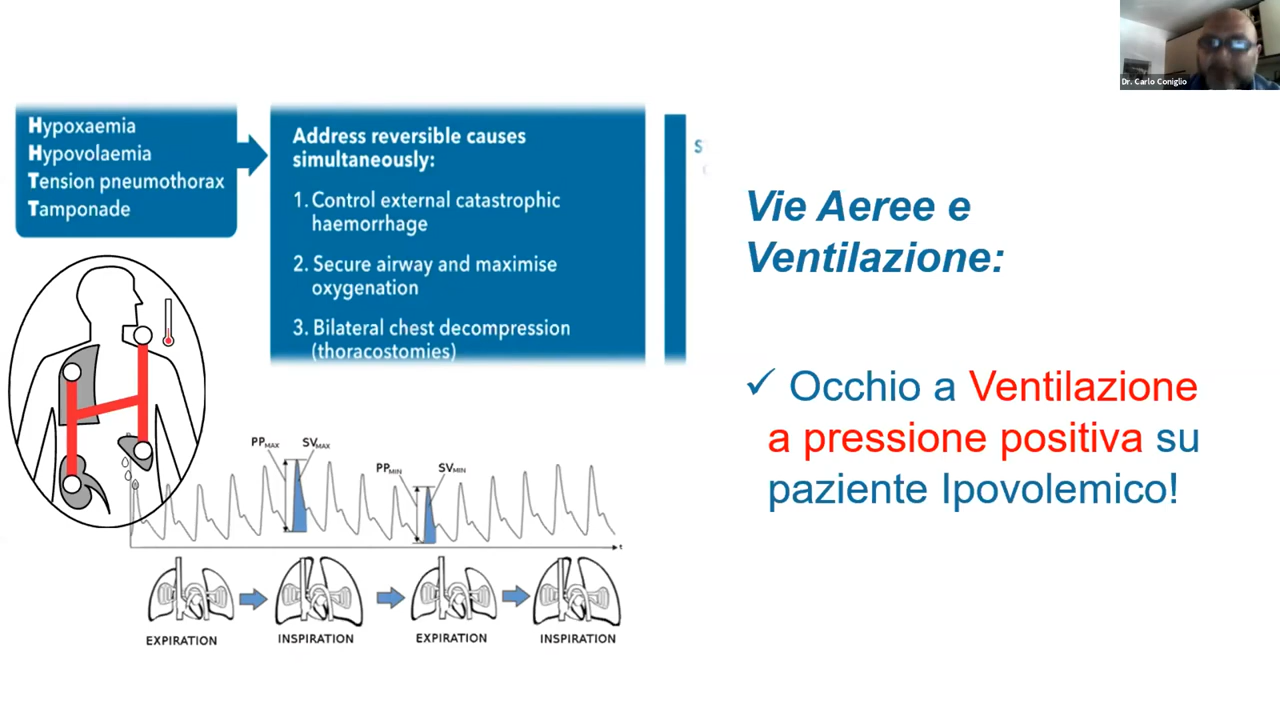 Dr. Carlo Coniglio
Hypoxaemia
Hypovolaemia
Tension pneumothorax
Tamponade
Address reversible causes
simultaneously:
1. Control external catastrophic
haemorrhage
2. Secure airway and maximise
oxygenation
3. Bilateral chest decompression
(thoracostomies)
S
Vie Aeree e
Ventilazione:
✓ Occhio a Ventilazione
a pressione positiva su
paziente Ipovolemico!
PPMAX SVMAX
PPMIN SVMIN
t
EXPIRATION INSPIRATION EXPIRATION INSPIRATION